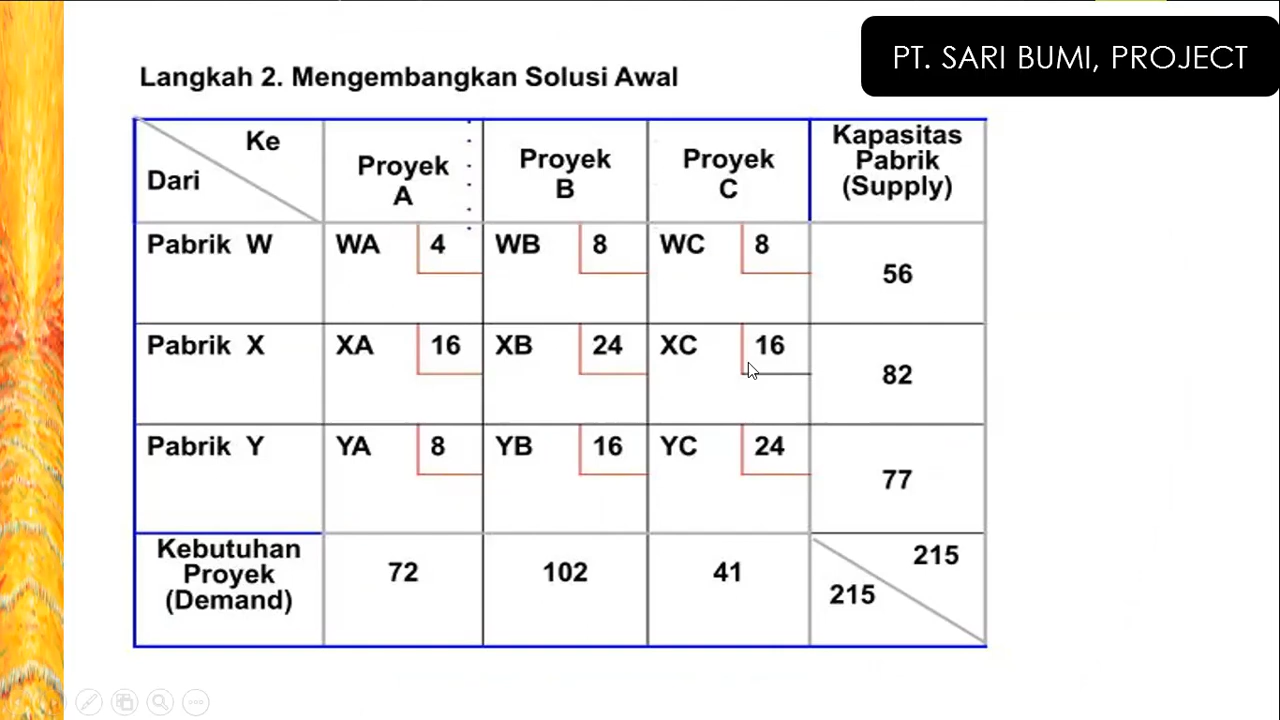 PT. SARI BUMI, PROJECT
Langkah 2. Mengembangkan Solusi Awal
Ke
Dari
Proyek
A
Proyek
B
Proyek
C
Kapasitas
Pabrik
(Supply)
Pabrik W
WA 4
WB 8
WC 8
56
Pabrik X
XA 16
XB 24
XC 16
82
Pabrik Y
YA 8
YB 16
YC 24
77
Kebutuhan
Proyek
(Demand)
72
102
41
215
215